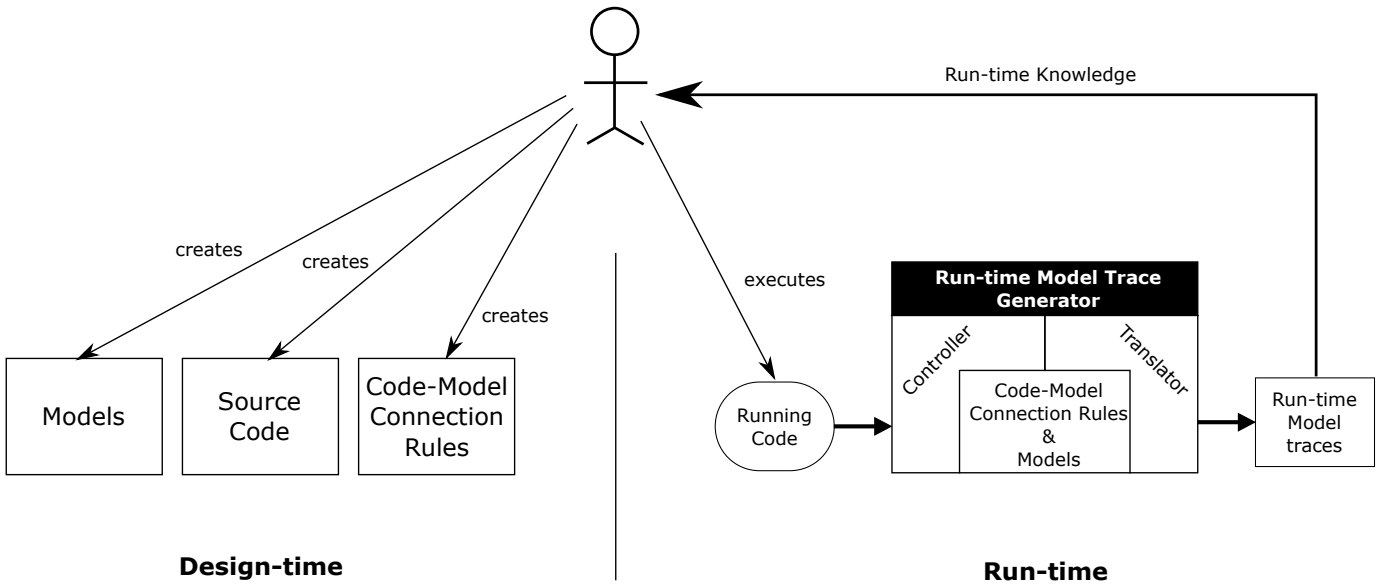 Run-time Knowledge
creates
creates
creates
executes
Models
Source
Code
Code-Model
Connection
Rules
Running
Code
Run-time Model Trace
Generator
Controller
Translator
Code-Model
Connection Rules
&
Models
Run-time
Model
traces
Design-time
Run-time